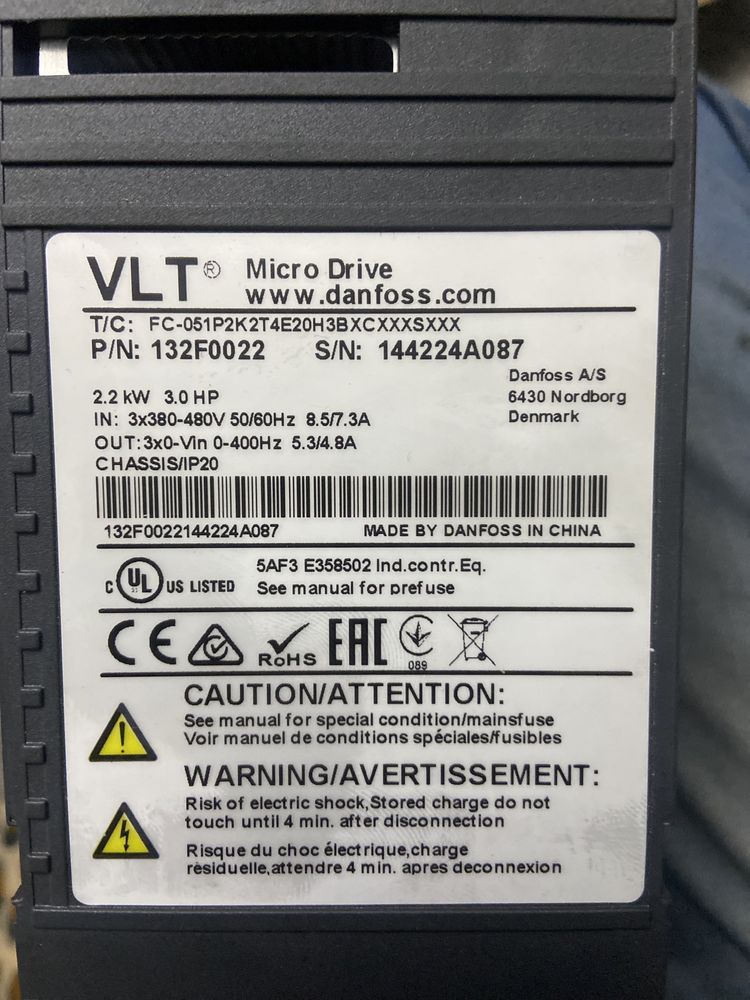 VLT® Micro Drive
www.danfoss.com
T/C: FC-051P2K2T4E20H3BXCXXXSXXX
P/N: 132F0022 S/N: 144224A087
Danfoss A/S
6430 Nordborg
Denmark
2.2 kW 3.0 HP
IN: 3x380-480V 50/60Hz 8.5/7.3A
OUT:3x0-Vin 0-400Hz 5.3/4.8A
CHASSIS/IP20
132F0022144224A087 MADE BY DANFOSS IN CHINA
C UL US LISTED
5AF3 E358502 Ind.contr.Eq.
See manual for prefuse
CE RoHS EAC 089
CAUTION/ATTENTION:
See manual for special condition/mainsfuse
Voir manuel de conditions spéciales/fusibles
WARNING/AVERTISSEMENT:
Risk of electric shock,Stored charge do not
touch until 4 min. after disconnection
Risque du choc électrique,charge
résiduelle,attendre 4 min. apres deconnexion